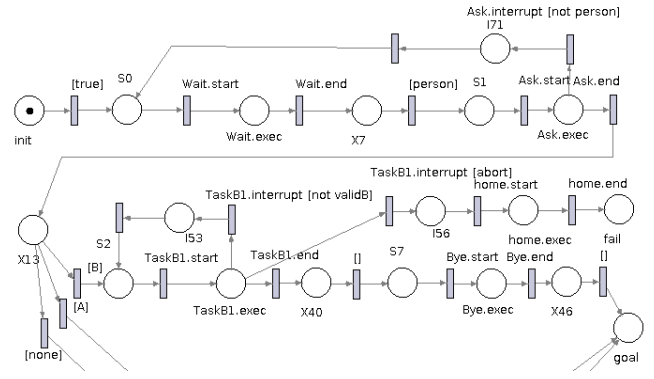 Ask.interrupt [not person]
I71
[true]
S0
Wait.start
Wait.end
[person]
S1
Ask.start
Ask.end
init
Wait.exec
X7
Ask.exec
TaskB1.interrupt [abort]
TaskB1.interrupt [not validB]
home.start
home.end
S2
I53
I56
home.exec
fail
X13
[B]
TaskB1.start
TaskB1.end
[]
S7
Bye.start
Bye.end
[]
[A]
TaskB1.exec
X40
Bye.exec
X46
[none]
goal